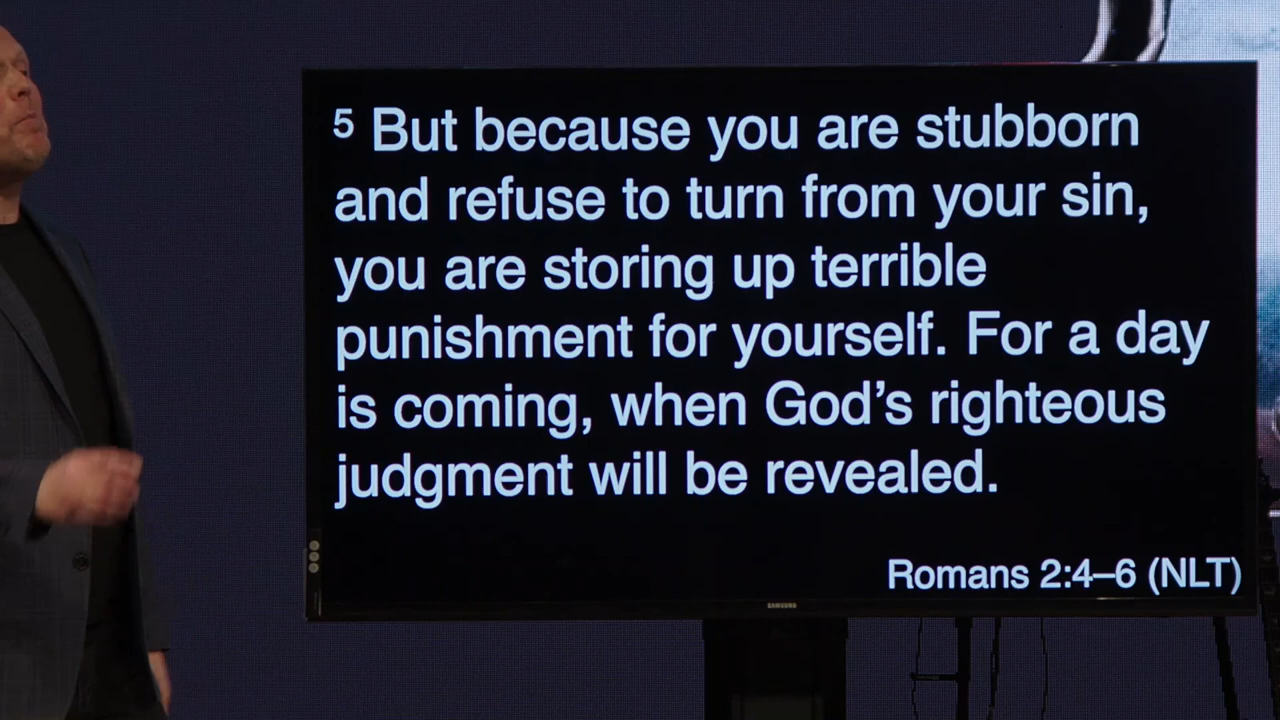 5 But because you are stubborn
and refuse to turn from your sin,
you are storing up terrible
punishment for yourself. For a day
is coming, when God’s righteous
judgment will be revealed.
Romans 2:4–6 (NLT)
SAMSUNG